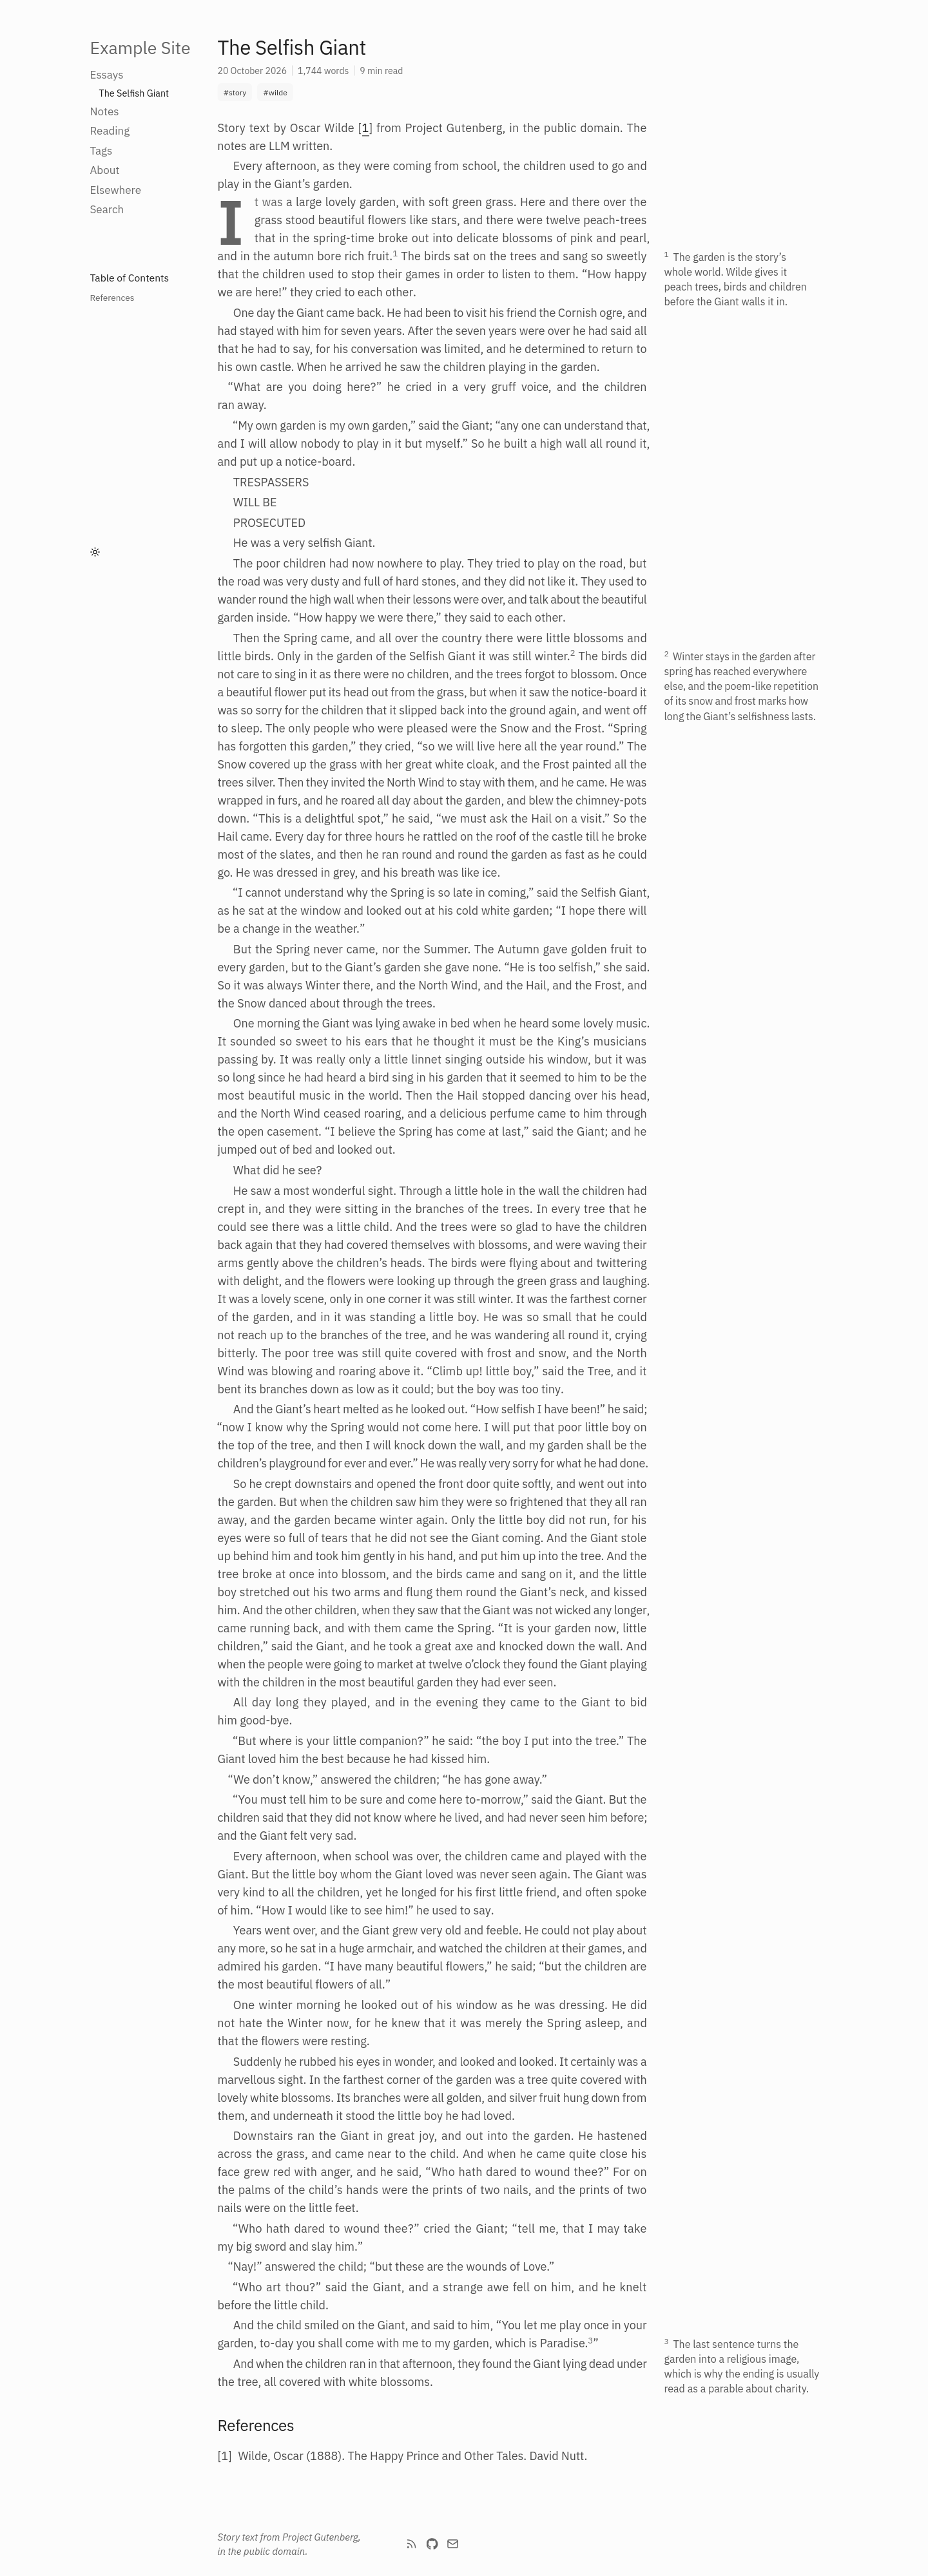 Example Site
Essays
The Selfish Giant
Notes
Reading
Tags
About
Elsewhere
Search
Table of Contents
References
The Selfish Giant
20 October 2026 | 1,744 words | 9 min read
#story #wilde
Story text by Oscar Wilde [1] from Project Gutenberg, in the public domain. The
notes are LLM written.
Every afternoon, as they were coming from school, the children used to go and
play in the Giant’s garden.
It was a large lovely garden, with soft green grass. Here and there over the
grass stood beautiful flowers like stars, and there were twelve peach-trees
that in the spring-time broke out into delicate blossoms of pink and pearl,
and in the autumn bore rich fruit.1 The birds sat on the trees and sang so sweetly
that the children used to stop their games in order to listen to them. “How happy
we are here!” they cried to each other.
1 The garden is the story’s
whole world. Wilde gives it
peach trees, birds and children
before the Giant walls it in.
One day the Giant came back. He had been to visit his friend the Cornish ogre, and
had stayed with him for seven years. After the seven years were over he had said all
that he had to say, for his conversation was limited, and he determined to return to
his own castle. When he arrived he saw the children playing in the garden.
“What are you doing here?” he cried in a very gruff voice, and the children
ran away.
“My own garden is my own garden,” said the Giant; “any one can understand that,
and I will allow nobody to play in it but myself.” So he built a high wall all round it,
and put up a notice-board.
TRESPASSERS
WILL BE
PROSECUTED
He was a very selfish Giant.
The poor children had now nowhere to play. They tried to play on the road, but
the road was very dusty and full of hard stones, and they did not like it. They used to
wander round the high wall when their lessons were over, and talk about the beautiful
garden inside. “How happy we were there,” they said to each other.
Then the Spring came, and all over the country there were little blossoms and
little birds. Only in the garden of the Selfish Giant it was still winter.2 The birds did
not care to sing in it as there were no children, and the trees forgot to blossom. Once
a beautiful flower put its head out from the grass, but when it saw the notice-board it
was so sorry for the children that it slipped back into the ground again, and went off
to sleep. The only people who were pleased were the Snow and the Frost. “Spring
has forgotten this garden,” they cried, “so we will live here all the year round.” The
Snow covered up the grass with her great white cloak, and the Frost painted all the
trees silver. Then they invited the North Wind to stay with them, and he came. He was
wrapped in furs, and he roared all day about the garden, and blew the chimney-pots
down. “This is a delightful spot,” he said, “we must ask the Hail on a visit.” So the
Hail came. Every day for three hours he rattled on the roof of the castle till he broke
most of the slates, and then he ran round and round the garden as fast as he could
go. He was dressed in grey, and his breath was like ice.
2 Winter stays in the garden after
spring has reached everywhere
else, and the poem-like repetition
of its snow and frost marks how
long the Giant’s selfishness lasts.
“I cannot understand why the Spring is so late in coming,” said the Selfish Giant,
as he sat at the window and looked out at his cold white garden; “I hope there will
be a change in the weather.”
But the Spring never came, nor the Summer. The Autumn gave golden fruit to
every garden, but to the Giant’s garden she gave none. “He is too selfish,” she said.
So it was always Winter there, and the North Wind, and the Hail, and the Frost, and
the Snow danced about through the trees.
One morning the Giant was lying awake in bed when he heard some lovely music.
It sounded so sweet to his ears that he thought it must be the King’s musicians
passing by. It was really only a little linnet singing outside his window, but it was
so long since he had heard a bird sing in his garden that it seemed to him to be the
most beautiful music in the world. Then the Hail stopped dancing over his head,
and the North Wind ceased roaring, and a delicious perfume came to him through
the open casement. “I believe the Spring has come at last,” said the Giant; and he
jumped out of bed and looked out.
What did he see?
He saw a most wonderful sight. Through a little hole in the wall the children had
crept in, and they were sitting in the branches of the trees. In every tree that he
could see there was a little child. And the trees were so glad to have the children
back again that they had covered themselves with blossoms, and were waving their
arms gently above the children’s heads. The birds were flying about and twittering
with delight, and the flowers were looking up through the green grass and laughing.
It was a lovely scene, only in one corner it was still winter. It was the farthest corner
of the garden, and in it was standing a little boy. He was so small that he could
not reach up to the branches of the tree, and he was wandering all round it, crying
bitterly. The poor tree was still quite covered with frost and snow, and the North
Wind was blowing and roaring above it. “Climb up! little boy,” said the Tree, and it
bent its branches down as low as it could; but the boy was too tiny.
And the Giant’s heart melted as he looked out. “How selfish I have been!” he said;
“now I know why the Spring would not come here. I will put that poor little boy on
the top of the tree, and then I will knock down the wall, and my garden shall be the
children’s playground for ever and ever.” He was really very sorry for what he had done.
So he crept downstairs and opened the front door quite softly, and went out into
the garden. But when the children saw him they were so frightened that they all ran
away, and the garden became winter again. Only the little boy did not run, for his
eyes were so full of tears that he did not see the Giant coming. And the Giant stole
up behind him and took him gently in his hand, and put him up into the tree. And the
tree broke at once into blossom, and the birds came and sang on it, and the little
boy stretched out his two arms and flung them round the Giant’s neck, and kissed
him. And the other children, when they saw that the Giant was not wicked any longer,
came running back, and with them came the Spring. “It is your garden now, little
children,” said the Giant, and he took a great axe and knocked down the wall. And
when the people were going to market at twelve o’clock they found the Giant playing
with the children in the most beautiful garden they had ever seen.
All day long they played, and in the evening they came to the Giant to bid
him good-bye.
“But where is your little companion?” he said: “the boy I put into the tree.” The
Giant loved him the best because he had kissed him.
“We don’t know,” answered the children; “he has gone away.”
“You must tell him to be sure and come here to-morrow,” said the Giant. But the
children said that they did not know where he lived, and had never seen him before;
and the Giant felt very sad.
Every afternoon, when school was over, the children came and played with the
Giant. But the little boy whom the Giant loved was never seen again. The Giant was
very kind to all the children, yet he longed for his first little friend, and often spoke
of him. “How I would like to see him!” he used to say.
Years went over, and the Giant grew very old and feeble. He could not play about
any more, so he sat in a huge armchair, and watched the children at their games, and
admired his garden. “I have many beautiful flowers,” he said; “but the children are
the most beautiful flowers of all.”
One winter morning he looked out of his window as he was dressing. He did
not hate the Winter now, for he knew that it was merely the Spring asleep, and
that the flowers were resting.
Suddenly he rubbed his eyes in wonder, and looked and looked. It certainly was a
marvellous sight. In the farthest corner of the garden was a tree quite covered with
lovely white blossoms. Its branches were all golden, and silver fruit hung down from
them, and underneath it stood the little boy he had loved.
Downstairs ran the Giant in great joy, and out into the garden. He hastened
across the grass, and came near to the child. And when he came quite close his
face grew red with anger, and he said, “Who hath dared to wound thee?” For on
the palms of the child’s hands were the prints of two nails, and the prints of two
nails were on the little feet.
“Who hath dared to wound thee?” cried the Giant; “tell me, that I may take
my big sword and slay him.”
“Nay!” answered the child; “but these are the wounds of Love.”
“Who art thou?” said the Giant, and a strange awe fell on him, and he knelt
before the little child.
And the child smiled on the Giant, and said to him, “You let me play once in your
garden, to-day you shall come with me to my garden, which is Paradise.3”
3 The last sentence turns the
garden into a religious image,
which is why the ending is usually
read as a parable about charity.
And when the children ran in that afternoon, they found the Giant lying dead under
the tree, all covered with white blossoms.
References
[1] Wilde, Oscar (1888). The Happy Prince and Other Tales. David Nutt.
Story text from Project Gutenberg,
in the public domain.